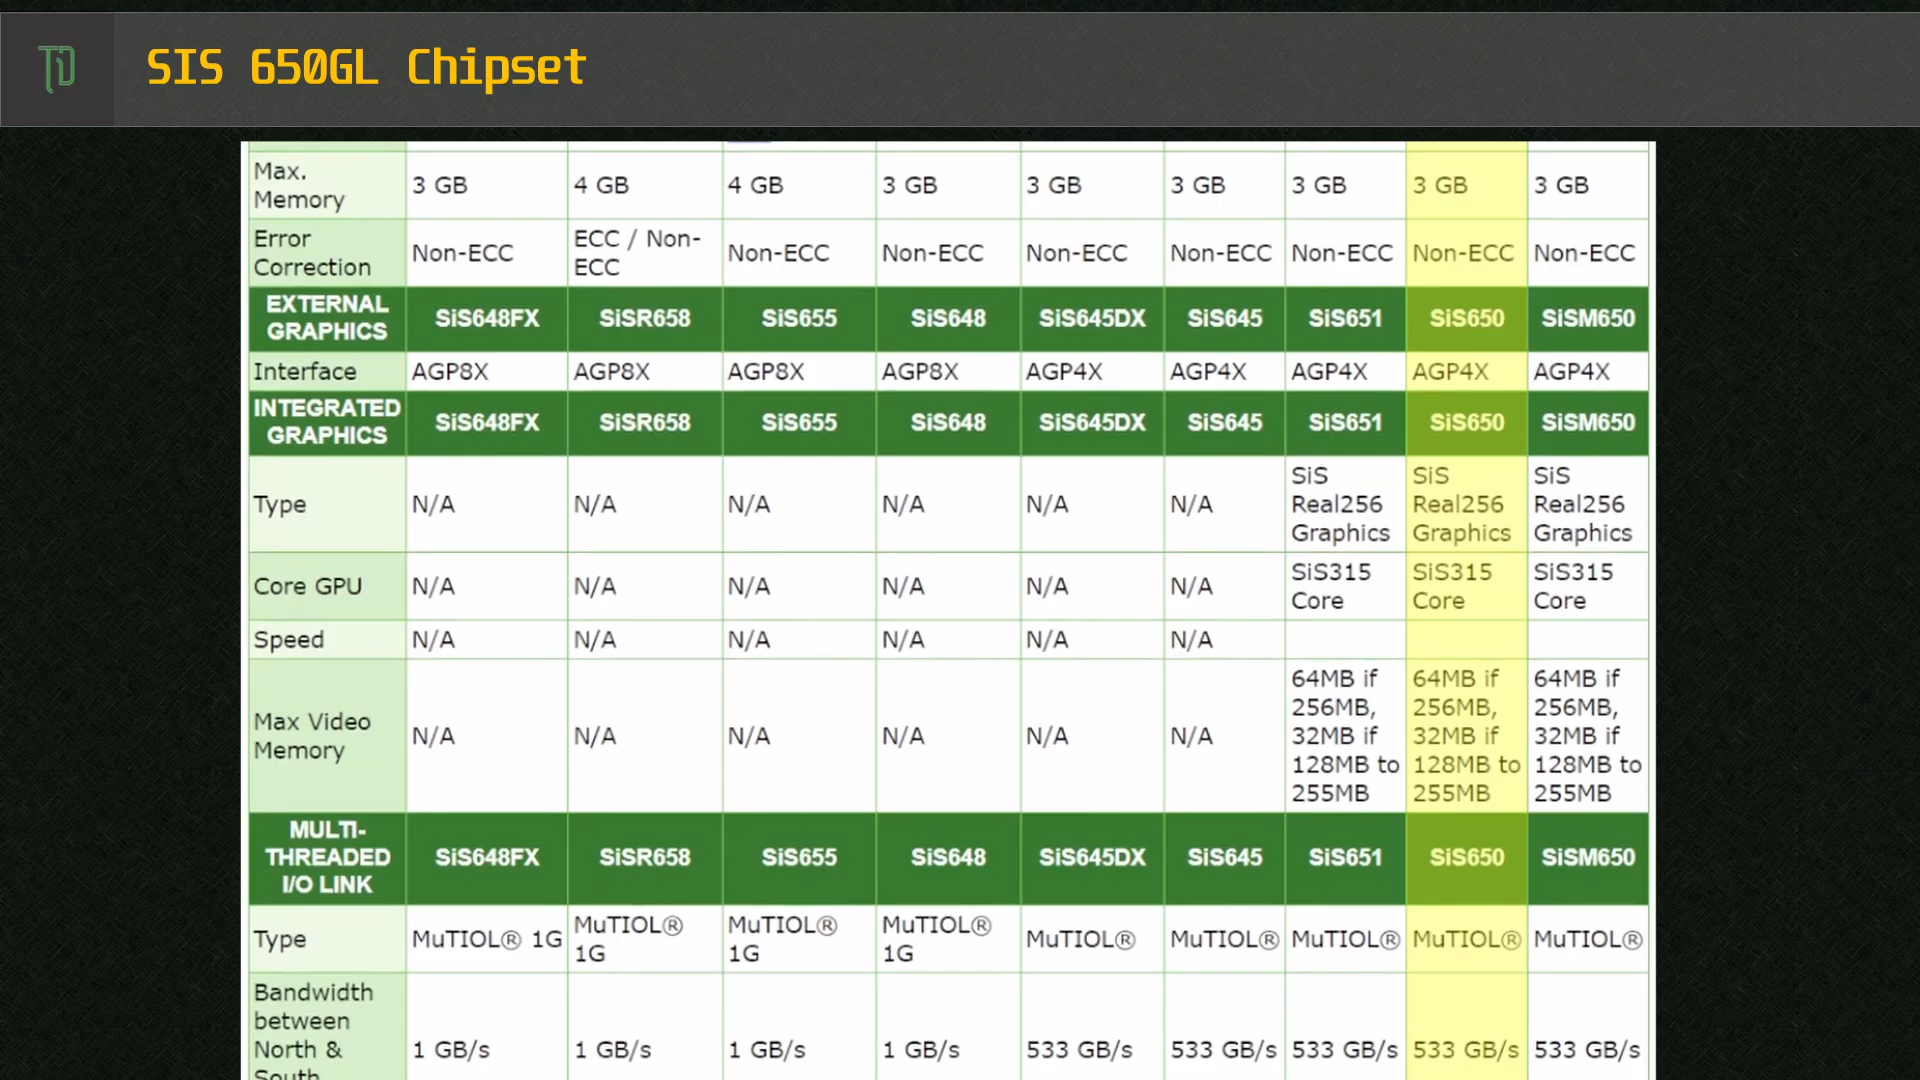 TD
SIS 650GL Chipset
Max. Memory 3 GB 4 GB 4 GB 3 GB 3 GB 3 GB 3 GB 3 GB 3 GB
Error Correction Non-ECC ECC / Non-ECC Non-ECC Non-ECC Non-ECC Non-ECC Non-ECC Non-ECC Non-ECC
EXTERNAL GRAPHICS SiS648FX SiSR658 SiS655 SiS648 SiS645DX SiS645 SiS651 SiS650 SiSM650
Interface AGP8X AGP8X AGP8X AGP8X AGP4X AGP4X AGP4X AGP4X AGP4X
INTEGRATED GRAPHICS SiS648FX SiSR658 SiS655 SiS648 SiS645DX SiS645 SiS651 SiS650 SiSM650
Type N/A N/A N/A N/A N/A N/A SiS Real256 Graphics SiS Real256 Graphics SiS Real256 Graphics
Core GPU N/A N/A N/A N/A N/A N/A SiS315 Core SiS315 Core SiS315 Core
Speed N/A N/A N/A N/A N/A N/A
Max Video Memory N/A N/A N/A N/A N/A N/A 64MB if 256MB, 32MB if 128MB to 255MB 64MB if 256MB, 32MB if 128MB to 255MB 64MB if 256MB, 32MB if 128MB to 255MB
MULTI-THREADED I/O LINK SiS648FX SiSR658 SiS655 SiS648 SiS645DX SiS645 SiS651 SiS650 SiSM650
Type MuTIOL® 1G MuTIOL® 1G MuTIOL® 1G MuTIOL® 1G MuTIOL® MuTIOL® MuTIOL® MuTIOL® MuTIOL®
Bandwidth between North & South 1 GB/s 1 GB/s 1 GB/s 1 GB/s 533 GB/s 533 GB/s 533 GB/s 533 GB/s 533 GB/s